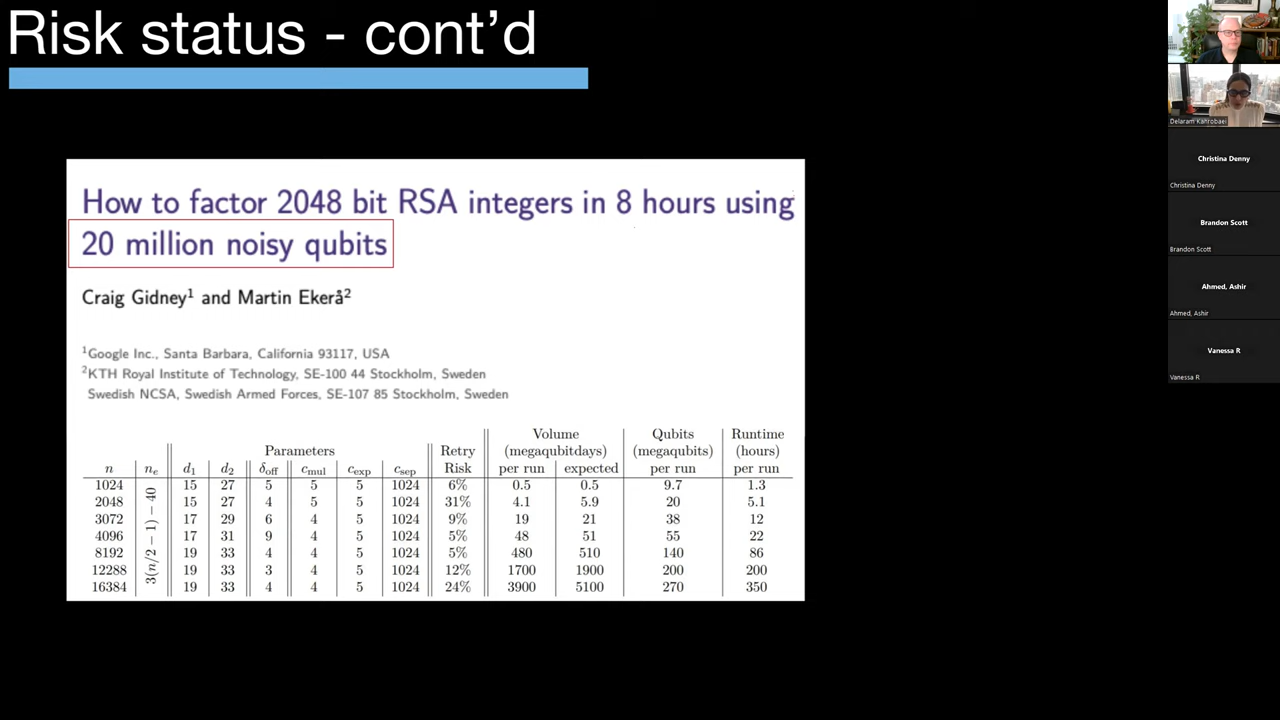 Risk status - cont’d
How to factor 2048 bit RSA integers in 8 hours using
20 million noisy qubits
Craig Gidney¹ and Martin Ekerå²
¹Google Inc., Santa Barbara, California 93117, USA
²KTH Royal Institute of Technology, SE-100 44 Stockholm, Sweden
Swedish NCSA, Swedish Armed Forces, SE-107 85 Stockholm, Sweden
Parameters Retry Volume Qubits Runtime
(megaqubitdays) (megaqubits) (hours)
n nₑ d₁ d₂ δoff cmul cexp csep Risk per run expected per run per run
3(n/2 − 1) − 40
1024 15 27 5 5 5 1024 6% 0.5 0.5 9.7 1.3
2048 15 27 4 5 5 1024 31% 4.1 5.9 20 5.1
3072 17 29 6 4 5 1024 9% 19 21 38 12
4096 17 31 9 4 5 1024 5% 48 51 55 22
8192 19 33 4 4 5 1024 5% 480 510 140 86
12288 19 33 3 4 5 1024 12% 1700 1900 200 200
16384 19 33 4 4 5 1024 24% 3900 5100 270 350
Delaram Kahrobaei
Christina Denny
Christina Denny
Brandon Scott
Brandon Scott
Ahmed, Ashir
Ahmed, Ashir
Vanessa R
Vanessa R